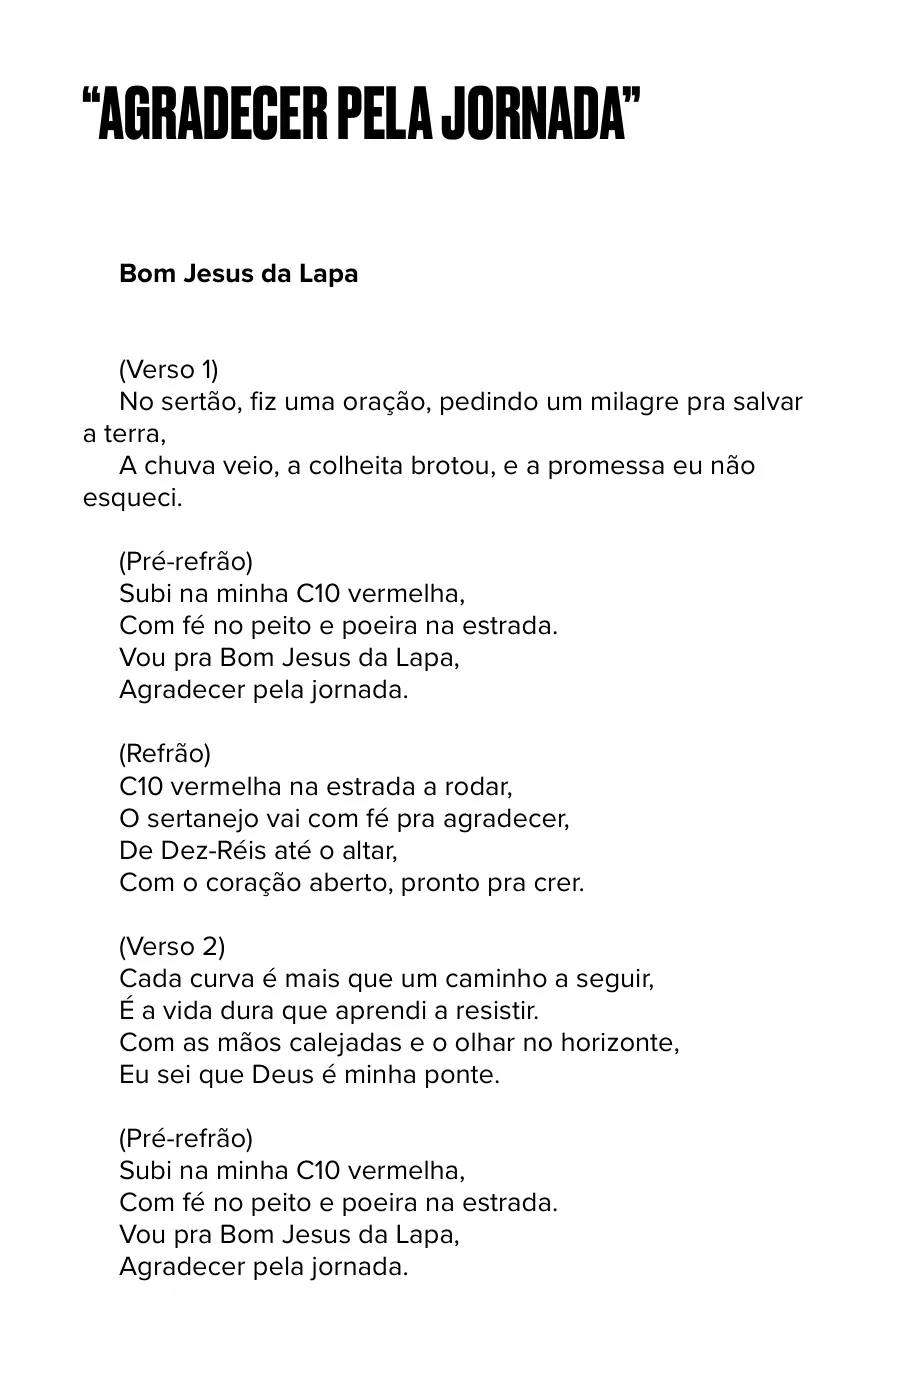 “AGRADECER PELA JORNADA”
Bom Jesus da Lapa
(Verso 1)
No sertão, fiz uma oração, pedindo um milagre pra salvar
a terra,
A chuva veio, a colheita brotou, e a promessa eu não
esqueci.
(Pré-refrão)
Subi na minha C10 vermelha,
Com fé no peito e poeira na estrada.
Vou pra Bom Jesus da Lapa,
Agradecer pela jornada.
(Refrão)
C10 vermelha na estrada a rodar,
O sertanejo vai com fé pra agradecer,
De Dez-Réis até o altar,
Com o coração aberto, pronto pra crer.
(Verso 2)
Cada curva é mais que um caminho a seguir,
É a vida dura que aprendi a resistir.
Com as mãos calejadas e o olhar no horizonte,
Eu sei que Deus é minha ponte.
(Pré-refrão)
Subi na minha C10 vermelha,
Com fé no peito e poeira na estrada.
Vou pra Bom Jesus da Lapa,
Agradecer pela jornada.